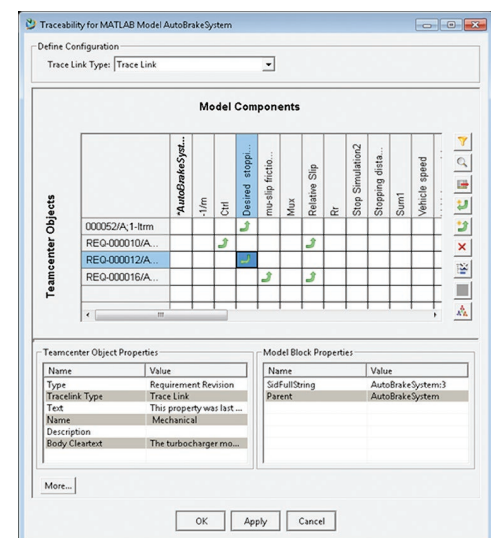 Traceability for MATLAB Model AutoBrakeSystem
Define Configuration
Trace Link Type: Trace Link
Model Components
*AutoBrakeSyst...
-1/m
Ctrl
Desired stoppi...
mu-slip frictio...
Mux
Relative Slip
Rr
Stop Simulation2
Stopping dista...
Sum1
Vehicle speed
Teamcenter Objects
000052/A;1-Itrm
REQ-000010/A...
REQ-000012/A...
REQ-000016/A...
Teamcenter Object Properties
Name Value
Type Requirement Revision
Tracelink Type Trace Link
Text This property was last ...
Name Mechanical
Description
Body Cleartext The turbocharger mo...
Model Block Properties
Name Value
SidFullString AutoBrakeSystem:3
Parent AutoBrakeSystem
More...
OK Apply Cancel